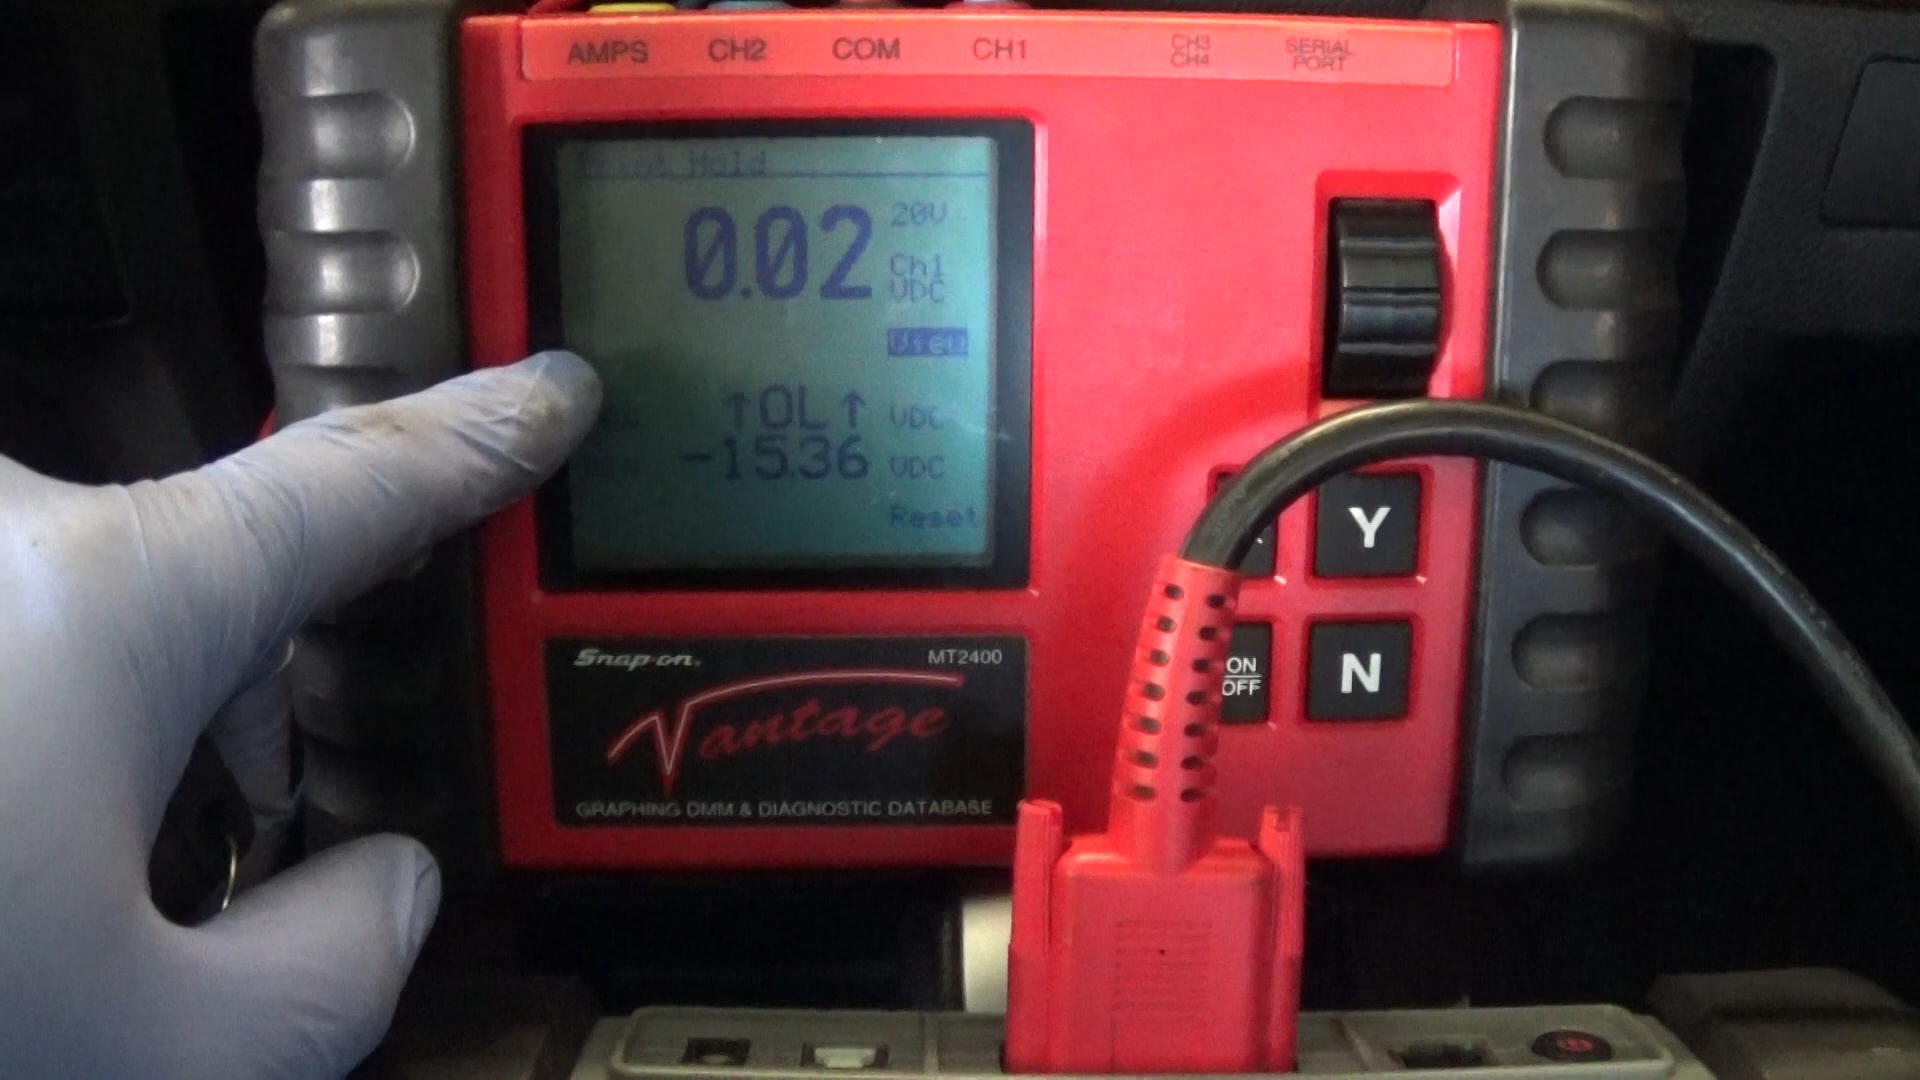 AMPS CH2 COM CH1 CH3 CH4 SERIAL PORT
Hold
0.02 20V
Ch1
VDC
View
↑OL↑ VDC
-15.36 VDC
Reset
Y
ON
OFF
N
Snap-on. MT2400
Vantage
GRAPHING DMM & DIAGNOSTIC DATABASE